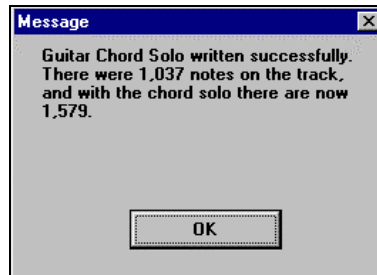 Message
Guitar Chord Solo written successfully.
There were 1,037 notes on the track,
and with the chord solo there are now
1,579.
OK